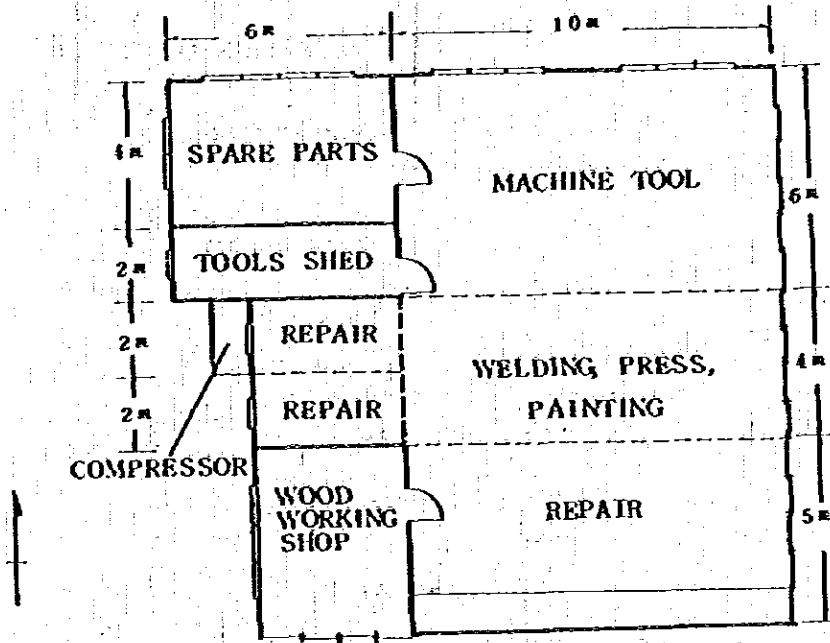 6m
10m
4m
SPARE PARTS
MACHINE TOOL
6m
2m
TOOLS SHED
2m
REPAIR
WELDING, PRESS,
PAINTING
4m
2m
REPAIR
COMPRESSOR
WOOD
WORKING
SHOP
REPAIR
5m